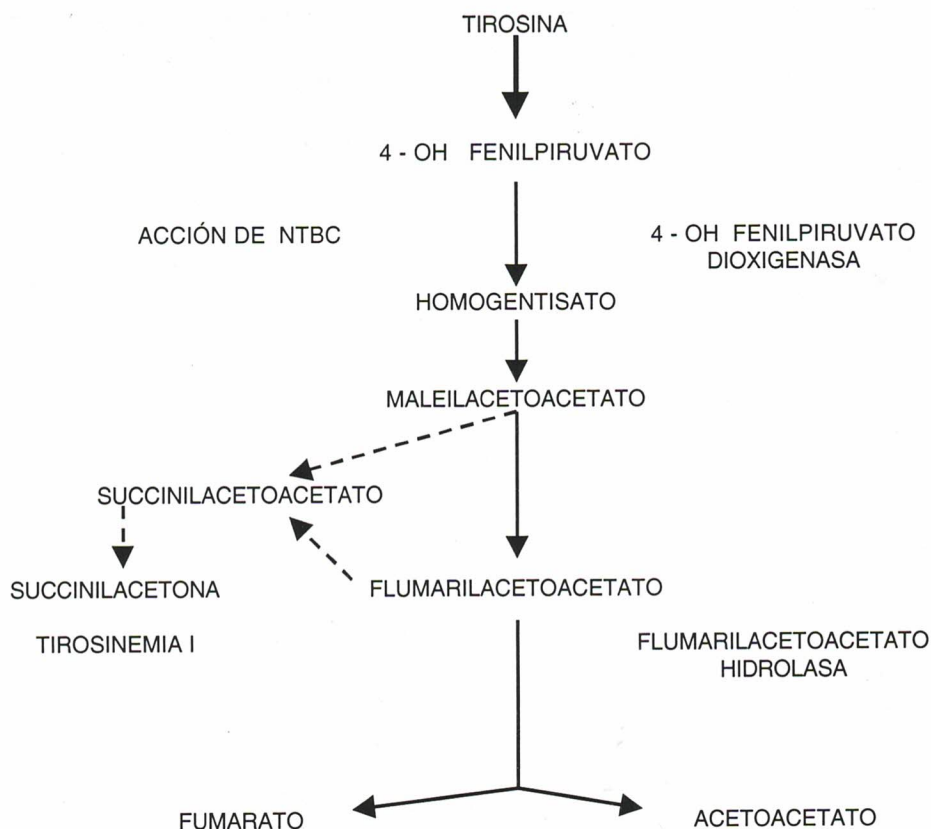 TIROSINA
4 - OH FENILPIRUVATO
ACCIÓN DE NTBC
4 - OH FENILPIRUVATO
DIOXIGENASA
HOMOGENTISATO
MALEILACETOACETATO
SUCCINILACETOACETATO
SUCCINILACETONA
FLUMARILACETOACETATO
TIROSINEMIA I
FLUMARILACETOACETATO
HIDROLASA
FUMARATO
ACETOACETATO